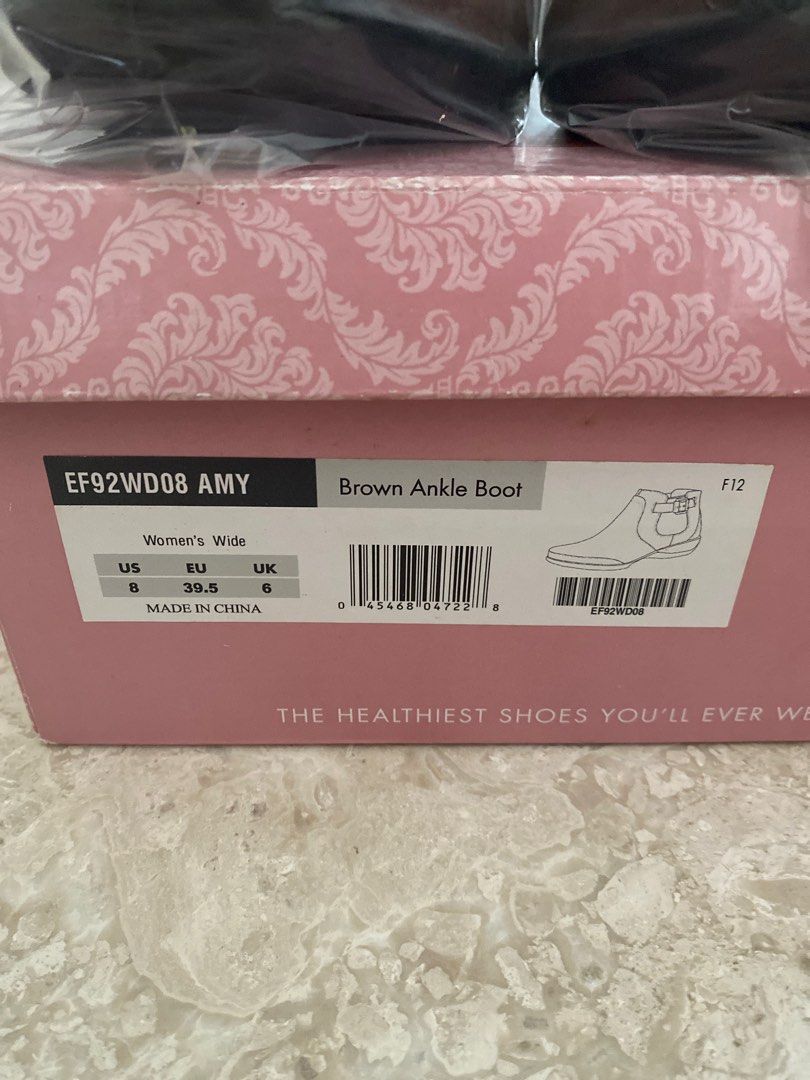 EF92WD08 AMY
Brown Ankle Boot
F12
Women's Wide
US EU UK
8 39.5 6
MADE IN CHINA
0 45468 04722 8
EF92WD08
THE HEALTHIEST SHOES YOU'LL EVER WE